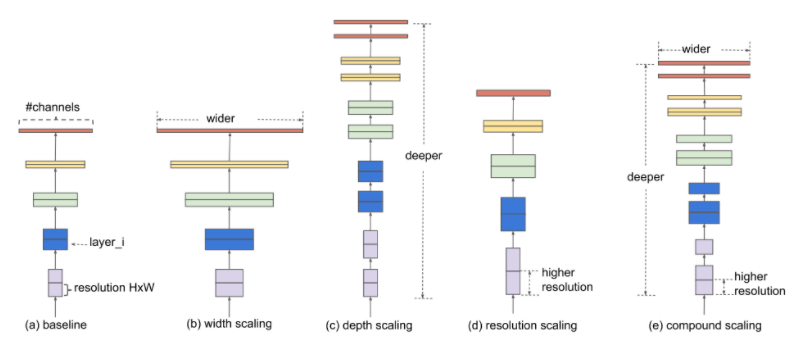 #channels
layer_i
resolution HxW
(a) baseline
wider
(b) width scaling
deeper
(c) depth scaling
higher
resolution
(d) resolution scaling
wider
deeper
higher
resolution
(e) compound scaling